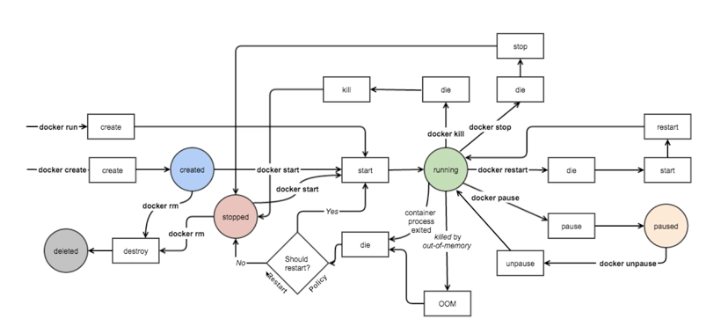 stop
kill
die
die
docker kill
docker stop
docker run
create
restart
docker create
create
created
docker start
start
running
docker restart
die
start
docker start
docker rm
stopped
docker pause
Yes
container
process
exited
pause
paused
docker rm
killed by
out-of-memory
deleted
destroy
No
Should
restart?
die
unpause
docker unpause
Restart
Policy
OOM